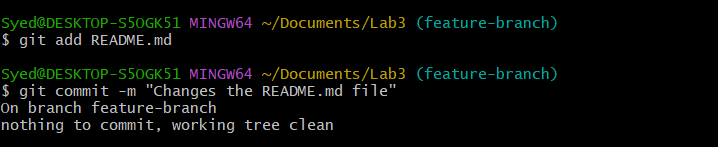 Syed@DESKTOP-S5OGK51 MINGW64 ~/Documents/Lab3 (feature-branch)
$ git add README.md
Syed@DESKTOP-S5OGK51 MINGW64 ~/Documents/Lab3 (feature-branch)
$ git commit -m "Changes the README.md file"
On branch feature-branch
nothing to commit, working tree clean